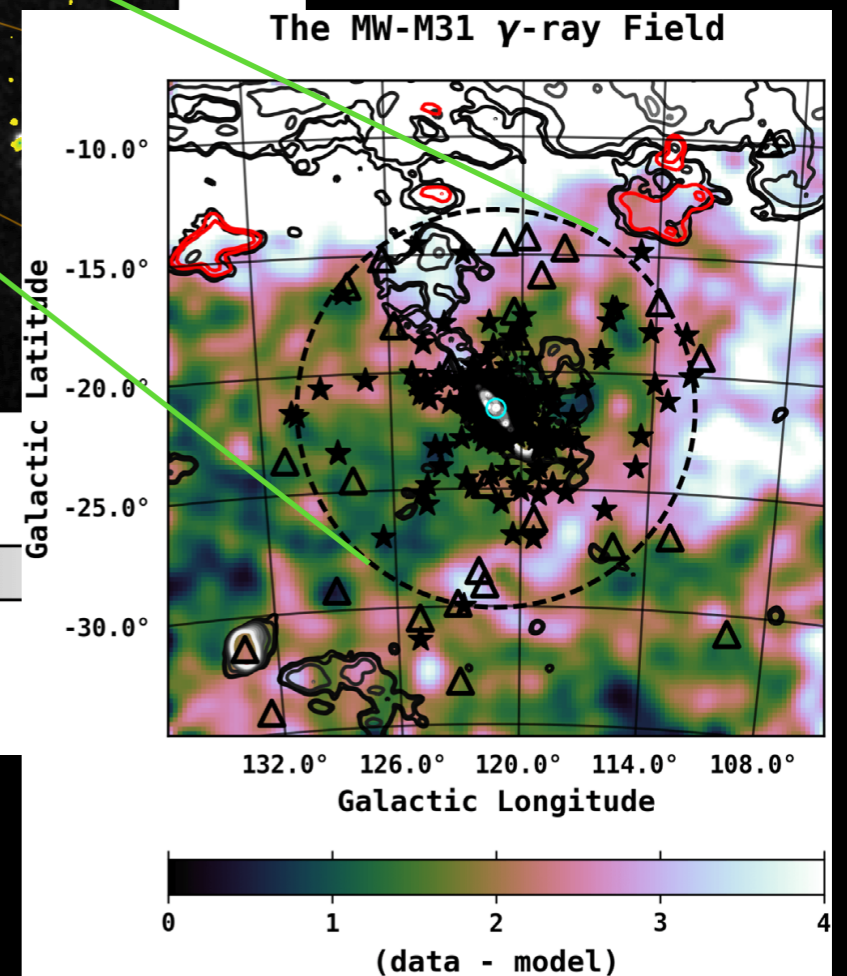 The MW-M31 γ-ray Field
-10.0°
-15.0°
-20.0°
-25.0°
-30.0°
Galactic Latitude
132.0° 126.0° 120.0° 114.0° 108.0°
Galactic Longitude
0 1 2 3 4
(data - model)